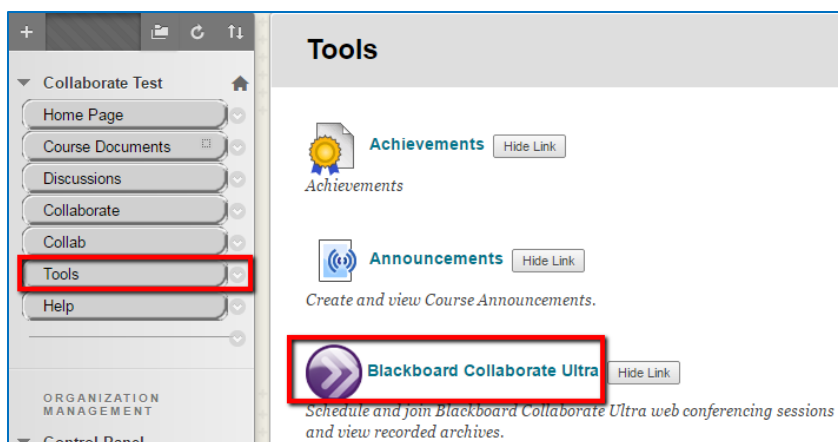 Collaborate Test
Home Page
Course Documents
Discussions
Collaborate
Collab
Tools
Help
ORGANIZATION
MANAGEMENT
Control Panel
Tools
Achievements Hide Link
Achievements
Announcements Hide Link
Create and view Course Announcements.
Blackboard Collaborate Ultra Hide Link
Schedule and join Blackboard Collaborate Ultra web conferencing sessions
and view recorded archives.